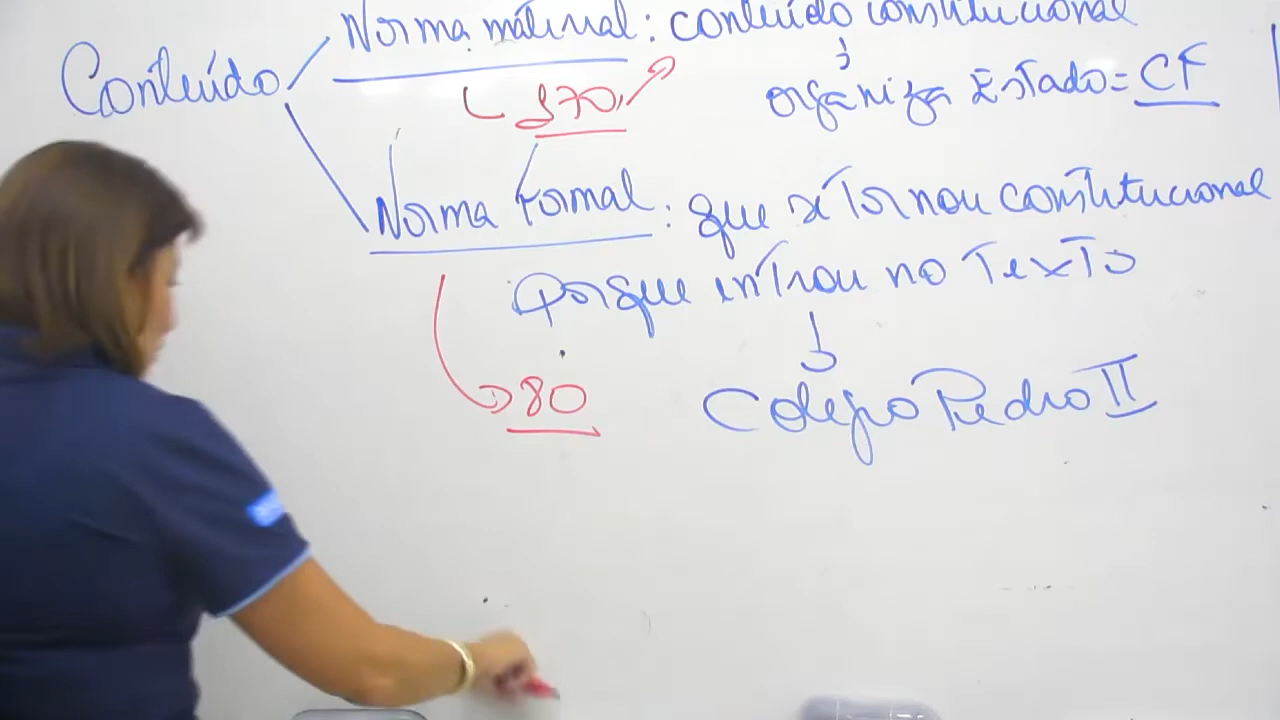 Norma material: conteúdo constitucional
Conteúdo
organiza Estado = CF
170
Norma Formal: que se tornou constitucional
porque entrou no Texto
80
Colégio Pedro II